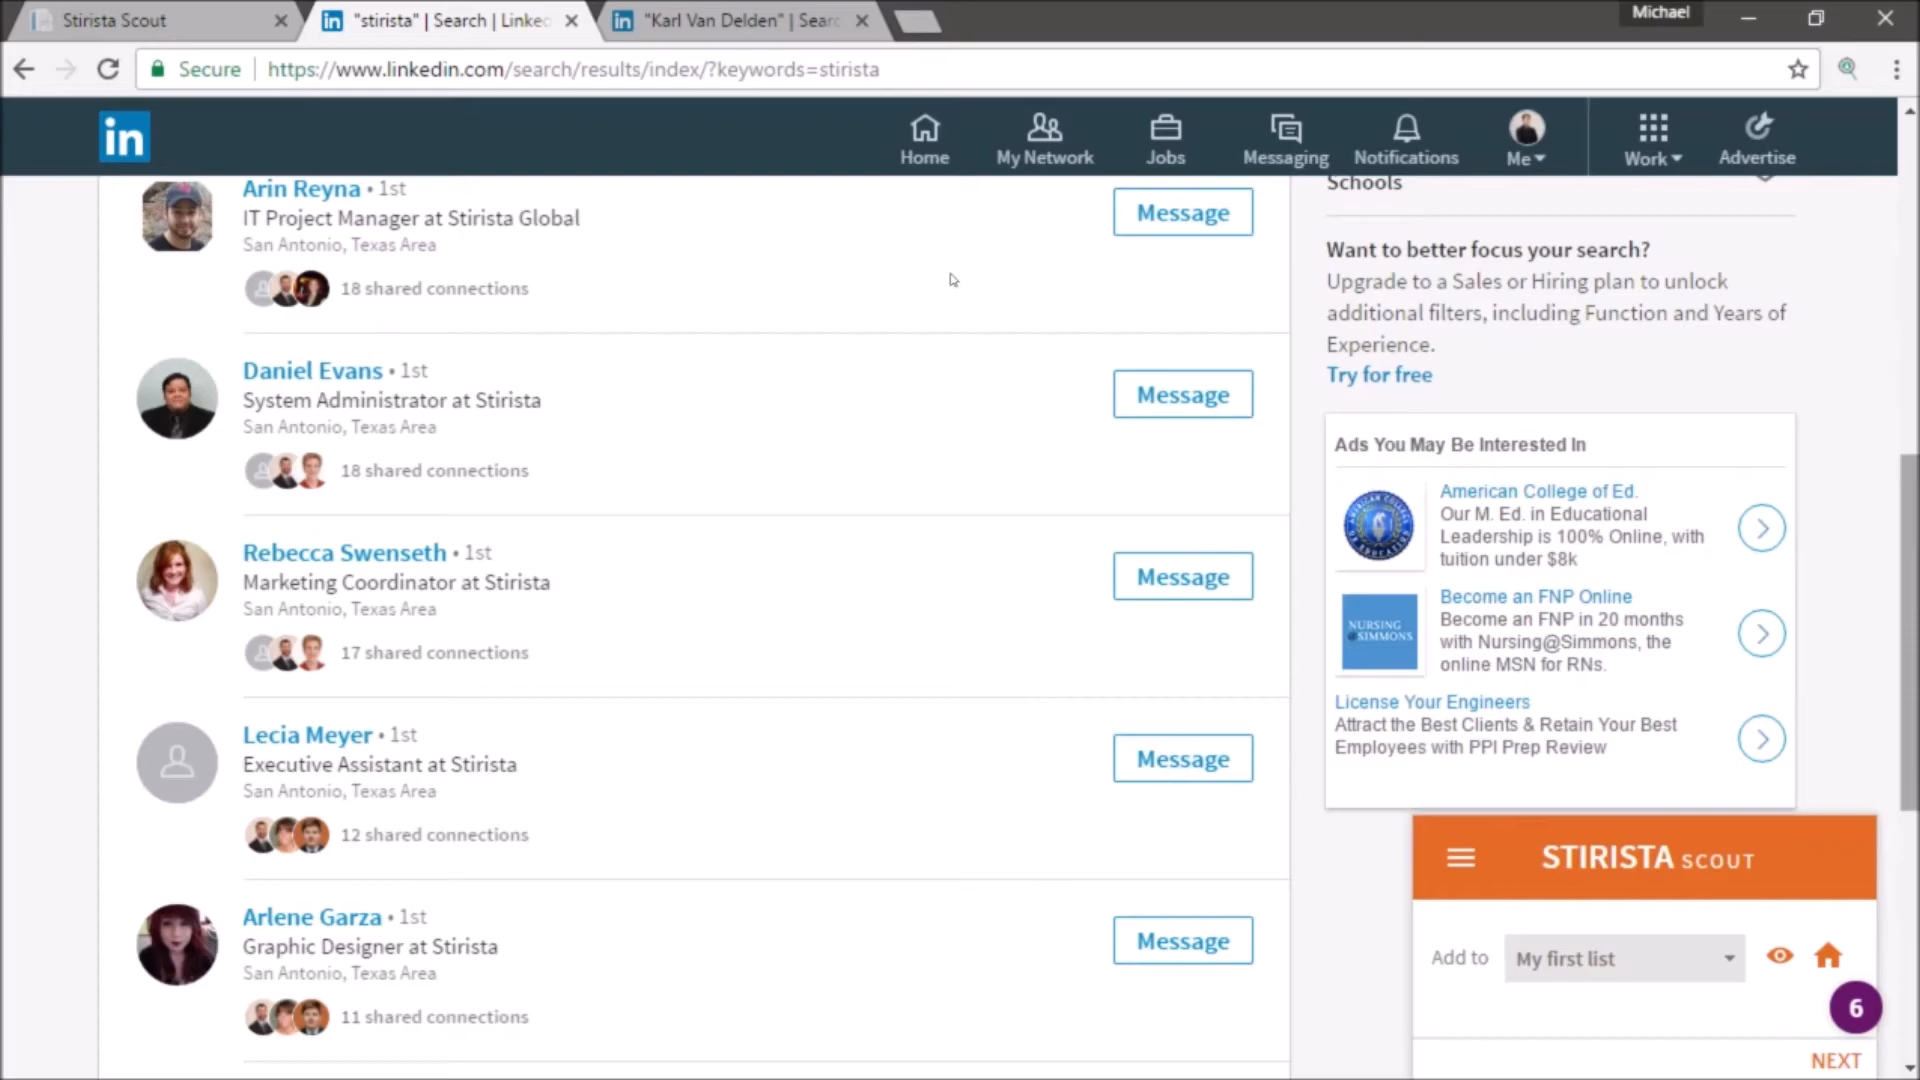 Stirista Scout
"stirista" | Search | Linked
"Karl Van Delden" | Searc
Michael
Secure
https://www.linkedin.com/search/results/index/?keywords=stirista
in
Home
My Network
Jobs
Messaging
Notifications
Me
Work
Advertise
Arin Reyna • 1st
IT Project Manager at Stirista Global
San Antonio, Texas Area
18 shared connections
Message
Daniel Evans • 1st
System Administrator at Stirista
San Antonio, Texas Area
18 shared connections
Message
Rebecca Swenseth • 1st
Marketing Coordinator at Stirista
San Antonio, Texas Area
17 shared connections
Message
Lecia Meyer • 1st
Executive Assistant at Stirista
San Antonio, Texas Area
12 shared connections
Message
Arlene Garza • 1st
Graphic Designer at Stirista
San Antonio, Texas Area
11 shared connections
Message
Schools
Want to better focus your search?
Upgrade to a Sales or Hiring plan to unlock
additional filters, including Function and Years of
Experience.
Try for free
Ads You May Be Interested In
American College of Ed.
Our M. Ed. in Educational
Leadership is 100% Online, with
tuition under $8k
NURSING
@SIMMONS
Become an FNP Online
Become an FNP in 20 months
with Nursing@Simmons, the
online MSN for RNs.
License Your Engineers
Attract the Best Clients & Retain Your Best
Employees with PPI Prep Review
STIRISTA SCOUT
Add to
My first list
6
NEXT